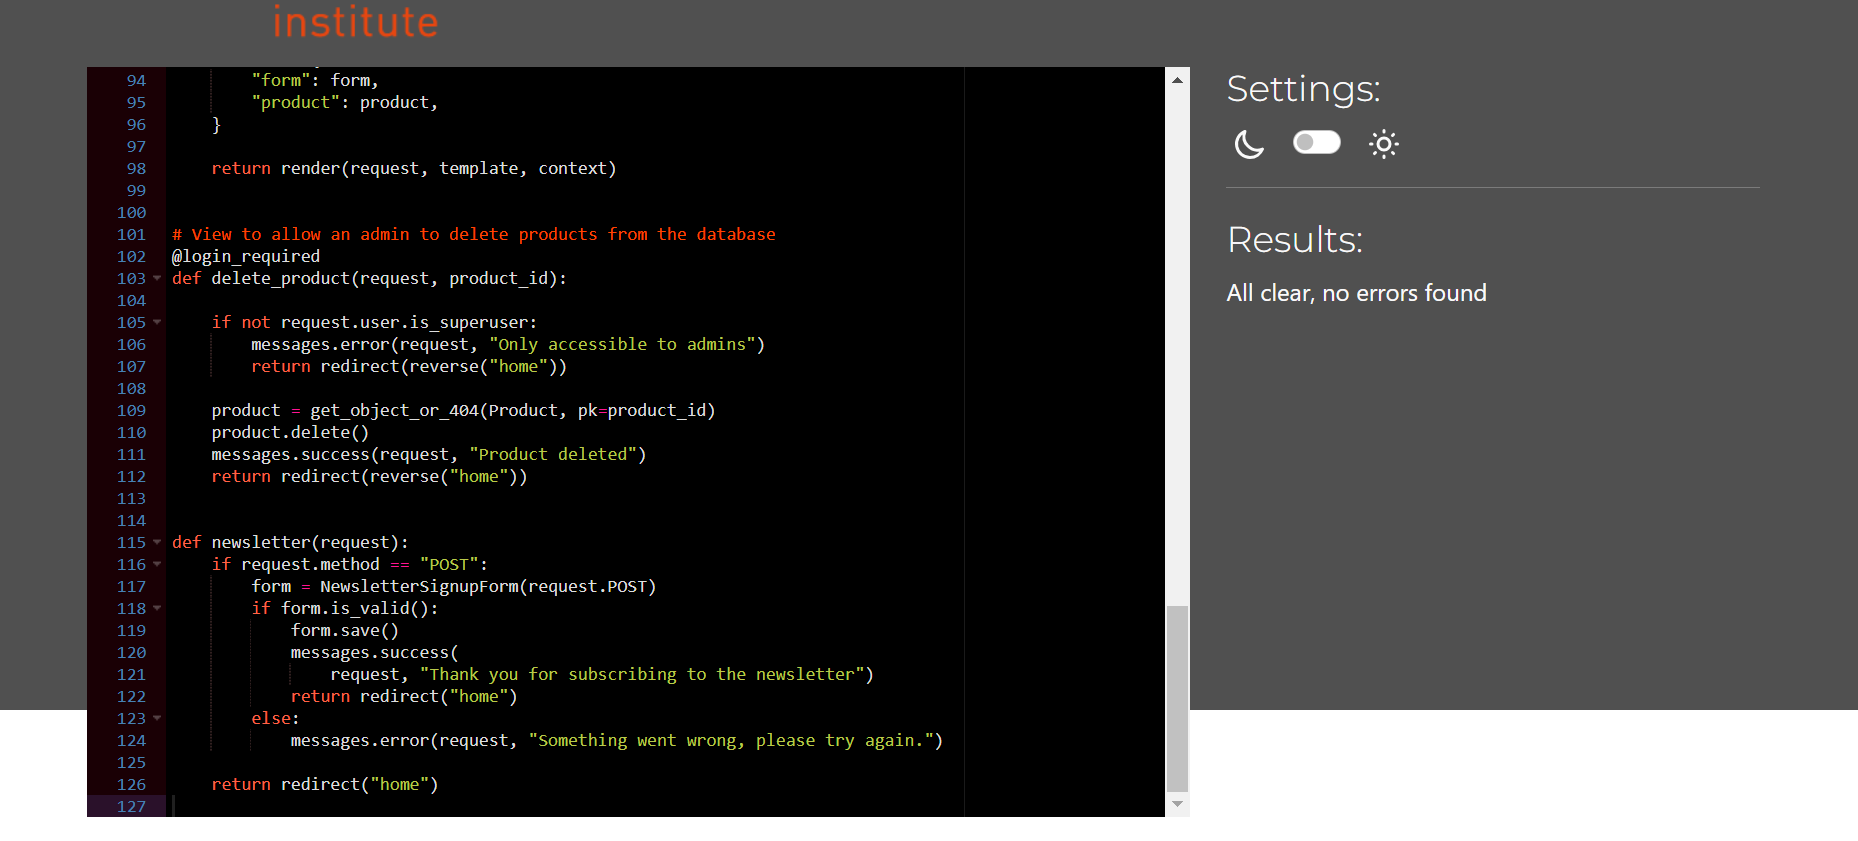 institute
94 "form": form,
95 "product": product,
96 }
97
98 return render(request, template, context)
99
100
101 # View to allow an admin to delete products from the database
102 @login_required
103 def delete_product(request, product_id):
104
105 if not request.user.is_superuser:
106 messages.error(request, "Only accessible to admins")
107 return redirect(reverse("home"))
108
109 product = get_object_or_404(Product, pk=product_id)
110 product.delete()
111 messages.success(request, "Product deleted")
112 return redirect(reverse("home"))
113
114
115 def newsletter(request):
116 if request.method == "POST":
117 form = NewsletterSignupForm(request.POST)
118 if form.is_valid():
119 form.save()
120 messages.success(
121 request, "Thank you for subscribing to the newsletter")
122 return redirect("home")
123 else:
124 messages.error(request, "Something went wrong, please try again.")
125
126 return redirect("home")
127
Settings:
Results:
All clear, no errors found